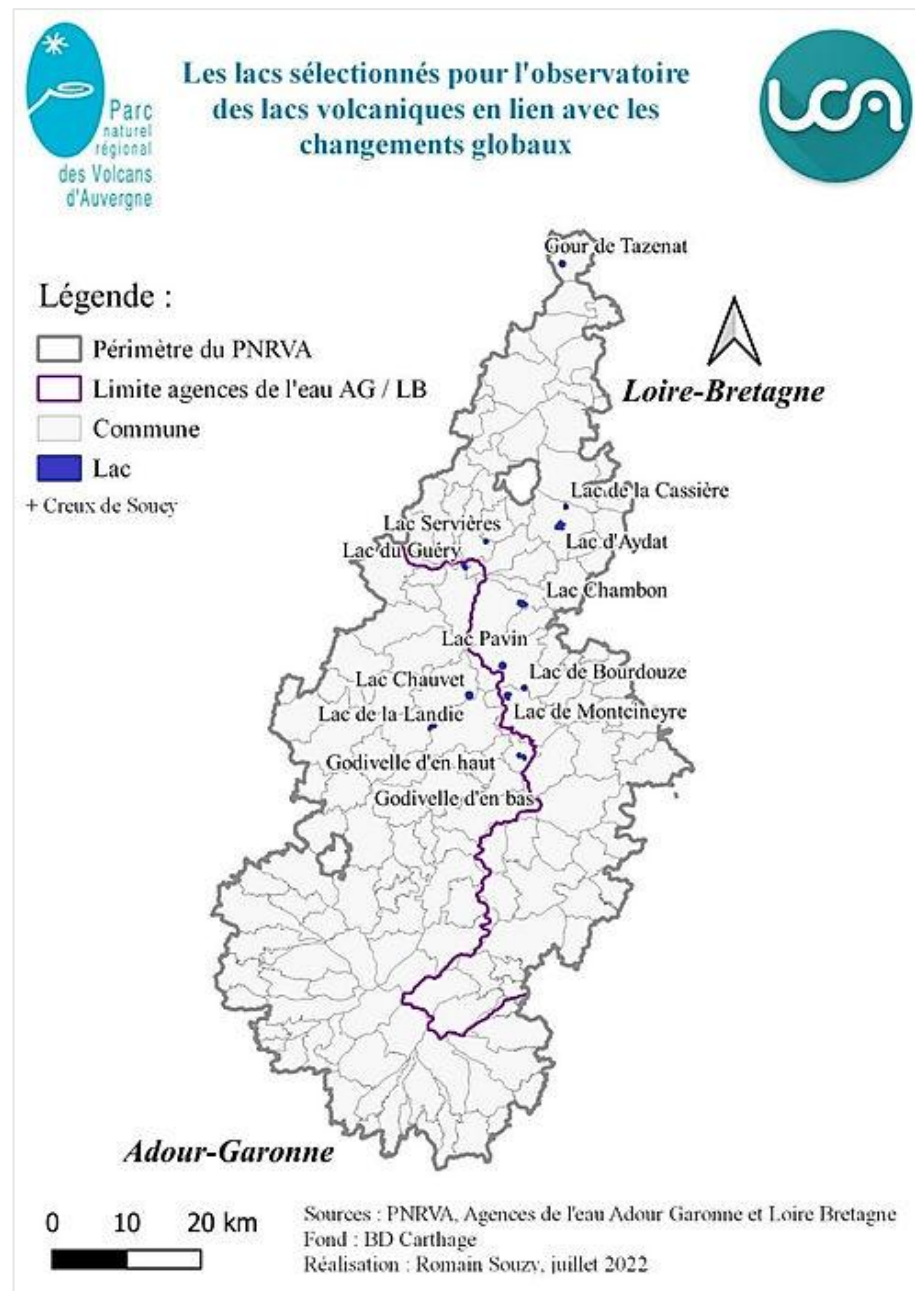 Parc
naturel
régional
des Volcans
d'Auvergne
Les lacs sélectionnés pour l'observatoire
des lacs volcaniques en lien avec les
changements globaux
UCA
Légende :
Périmètre du PNRVA
Limite agences de l'eau AG / LB
Commune
Lac
+ Creux de Soucy
Gour de Tazenat
Loire-Bretagne
Lac de la Cassière
Lac Servières
Lac d'Aydat
Lac du Guéry
Lac Chambon
Lac Pavin
Lac de Bourdouze
Lac Chauvet
Lac de Montcineyre
Lac de la Landie
Godivelle d'en haut
Godivelle d'en bas
Adour-Garonne
0 10 20 km
Sources : PNRVA, Agences de l'eau Adour Garonne et Loire Bretagne
Fond : BD Carthage
Réalisation : Romain Souzy, juillet 2022